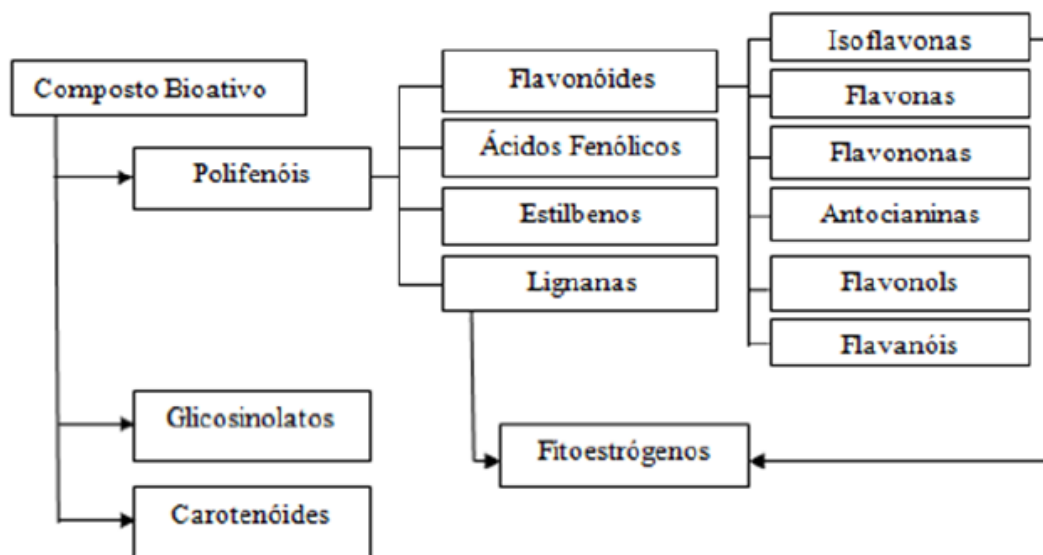 Composto Bioativo
Polifenóis
Glicosinolatos
Carotenóides
Flavonóides
Ácidos Fenólicos
Estilbenos
Lignanas
Fitoestrógenos
Isoflavonas
Flavonas
Flavononas
Antocianinas
Flavonols
Flavanóis